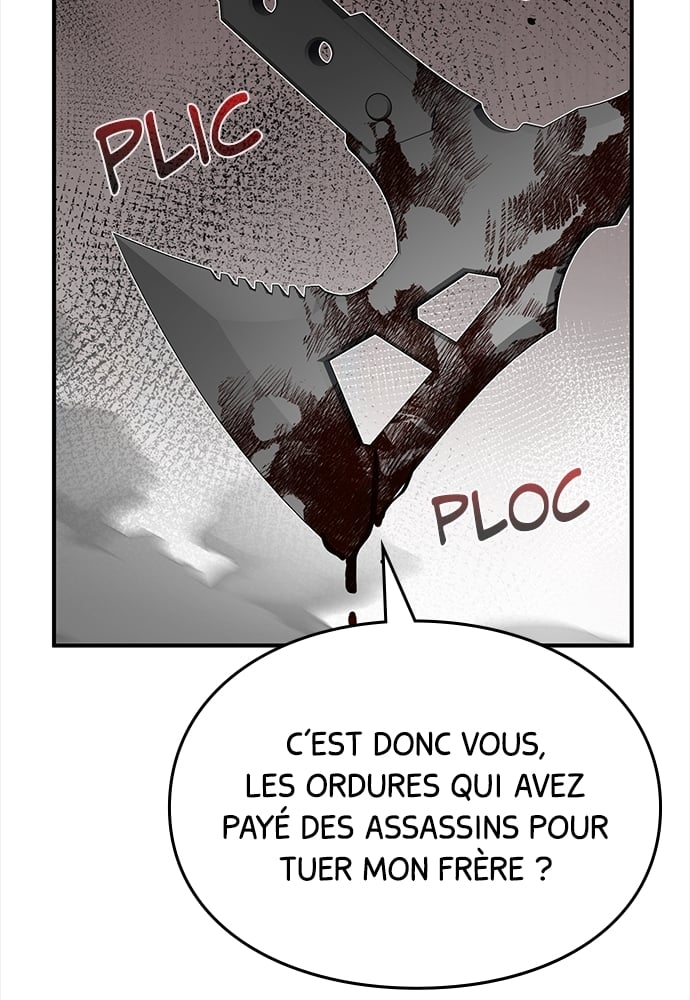 PLIC
PLOC
C'EST DONC VOUS,
LES ORDURES QUI AVEZ
PAYÉ DES ASSASSINS POUR
TUER MON FRÈRE ?